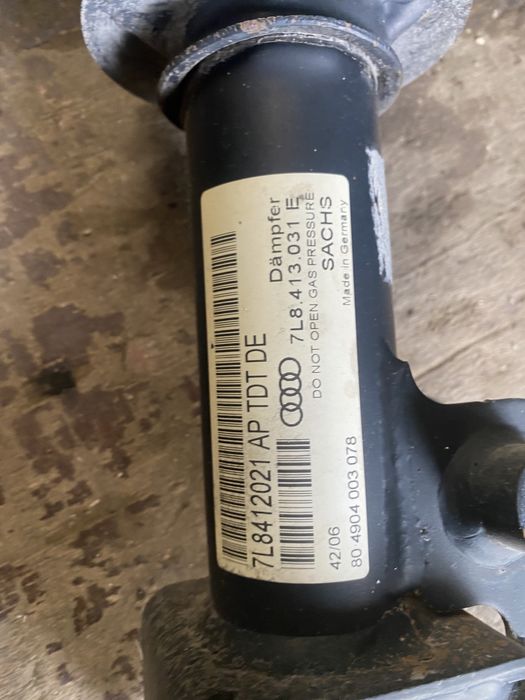 Dämpfer
7L8.413.031 E
DO NOT OPEN GAS PRESSURE
SACHS
Made in Germany
7L8412021 AP TDT DE
42/06
80 4904 003 078